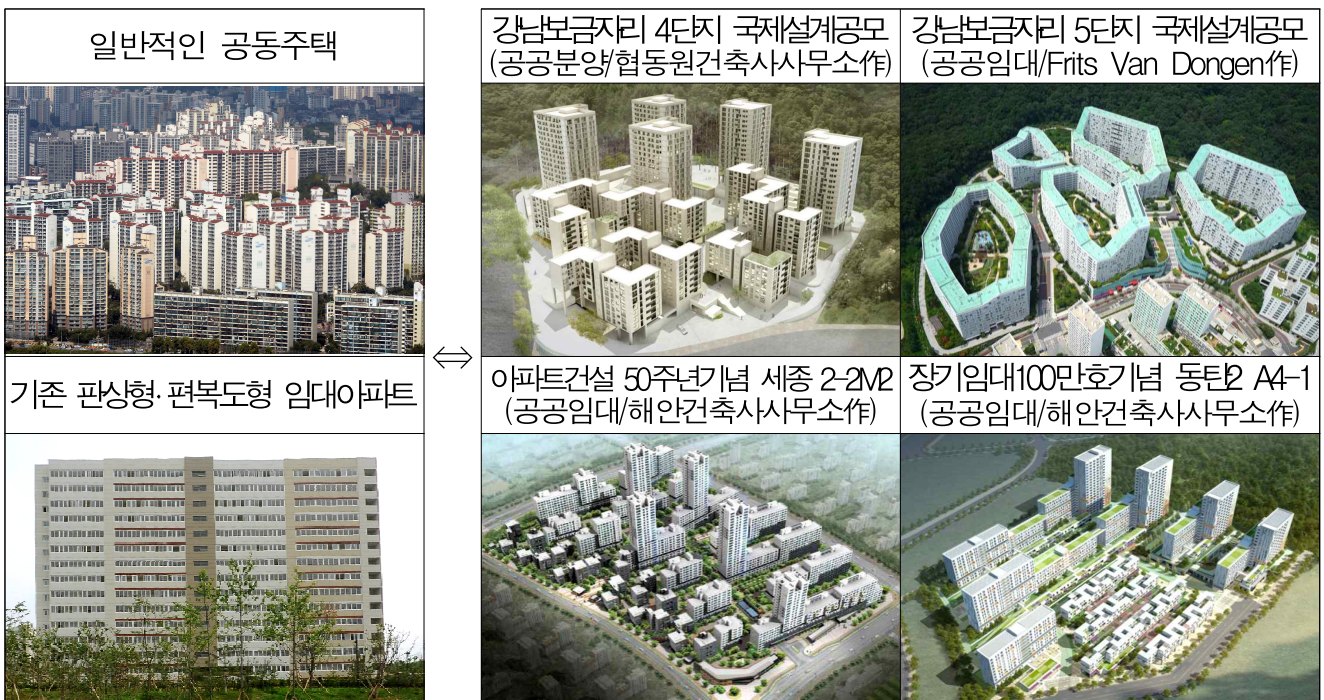 일반적인 공동주택
강남보금자리 4단지 국제설계공모
(공공분양/협동원건축사사무소作)
강남보금자리 5단지 국제설계공모
(공공임대/Frits Van Dongen作)
⇔
기존 판상형·편복도형 임대아파트
아파트건설 50주년기념 세종 2-2M2
(공공임대/해안건축사사무소作)
장기임대100만호기념 동탄2 A4-1
(공공임대/해안건축사사무소作)